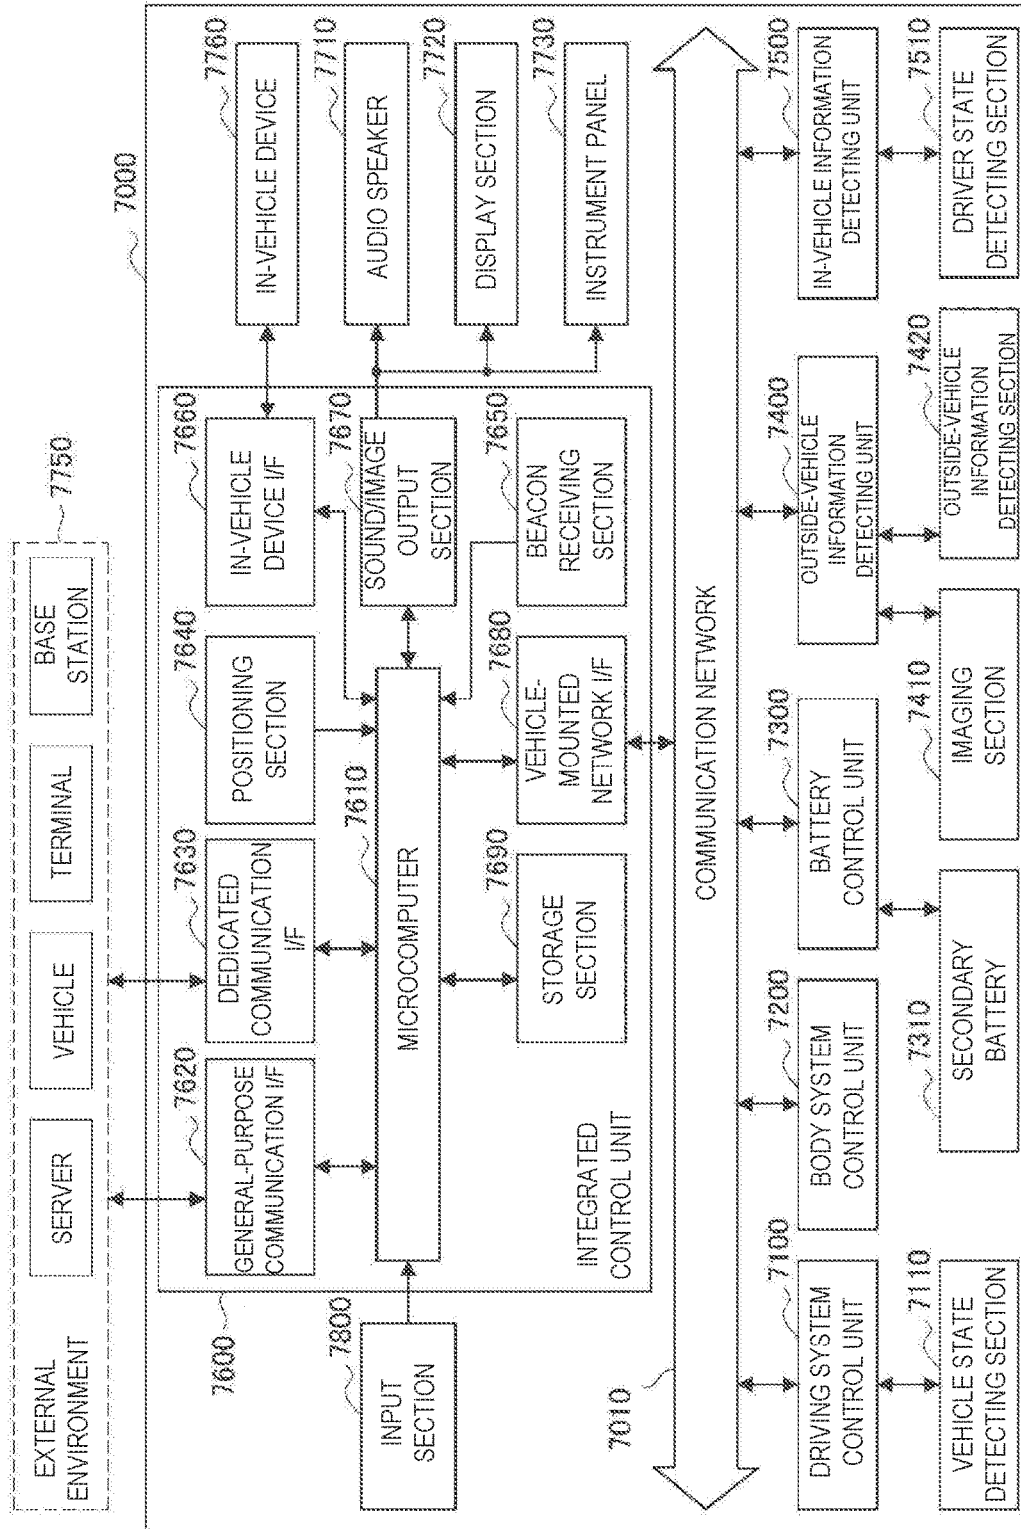 7000
EXTERNAL
ENVIRONMENT
SERVER
VEHICLE
TERMINAL
BASE
STATION
7750
7600
7620
GENERAL-PURPOSE
COMMUNICATION I/F
7630
DEDICATED
COMMUNICATION
I/F
7640
POSITIONING
SECTION
7660
IN-VEHICLE
DEVICE I/F
7760
IN-VEHICLE DEVICE
7800
INPUT
SECTION
7610
MICROCOMPUTER
7670
SOUND/IMAGE
OUTPUT
SECTION
7710
AUDIO SPEAKER
7720
DISPLAY SECTION
7730
INSTRUMENT PANEL
7690
STORAGE
SECTION
7680
VEHICLE-
MOUNTED
NETWORK I/F
7650
BEACON
RECEIVING
SECTION
INTEGRATED
CONTROL UNIT
7010
COMMUNICATION NETWORK
7100
DRIVING SYSTEM
CONTROL UNIT
7200
BODY SYSTEM
CONTROL UNIT
7300
BATTERY
CONTROL UNIT
7400
OUTSIDE-VEHICLE
INFORMATION
DETECTING UNIT
7500
IN-VEHICLE INFORMATION
DETECTING UNIT
7110
VEHICLE STATE
DETECTING SECTION
7310
SECONDARY
BATTERY
7410
IMAGING
SECTION
7420
OUTSIDE-VEHICLE
INFORMATION
DETECTING SECTION
7510
DRIVER STATE
DETECTING SECTION